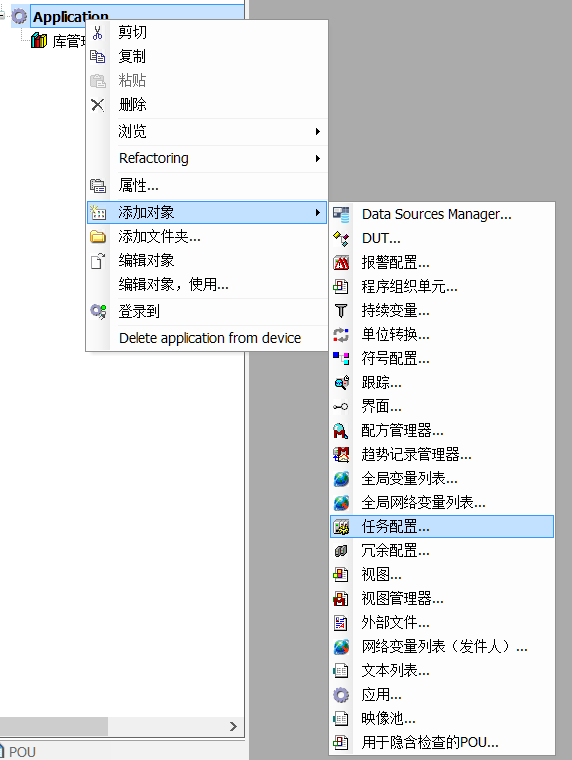 Application
库管理
剪切
复制
粘贴
删除
浏览
Refactoring
属性...
添加对象
添加文件夹...
编辑对象
编辑对象，使用...
登录到
Delete application from device
Data Sources Manager...
DUT...
报警配置...
程序组织单元...
持续变量...
单位转换...
符号配置...
跟踪...
界面...
配方管理器...
趋势记录管理器...
全局变量列表...
全局网络变量列表...
任务配置...
冗余配置...
视图...
视图管理器...
外部文件...
网络变量列表（发件人）...
文本列表...
应用...
映像池...
用于隐含检查的POU...
POU